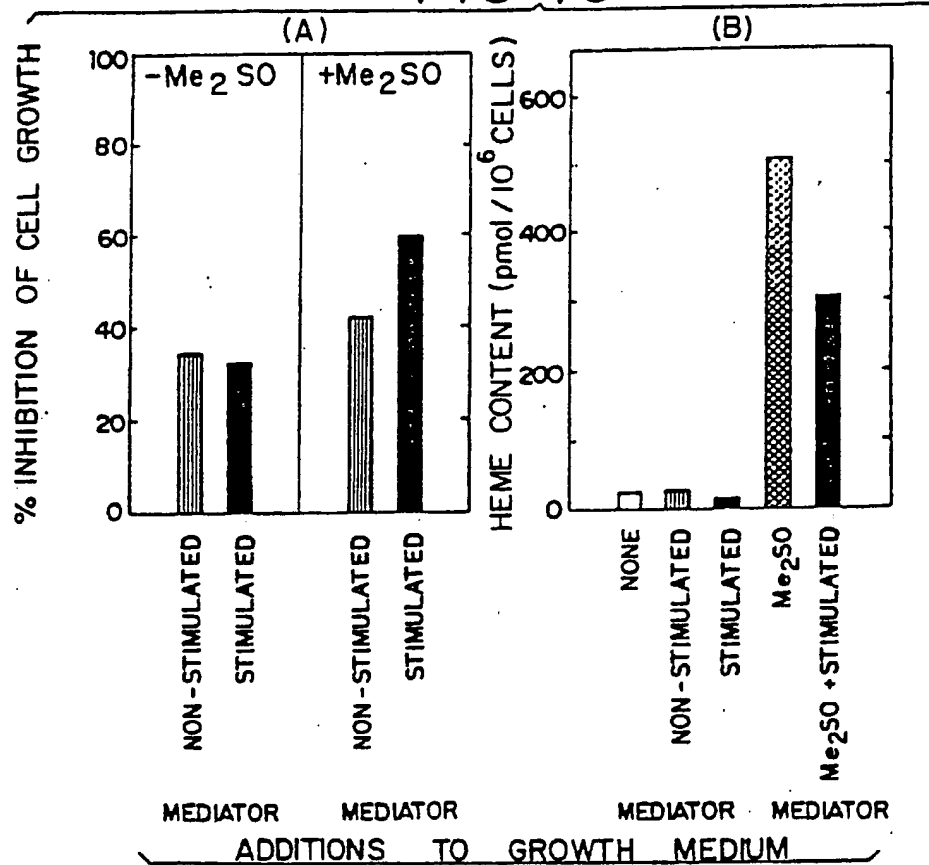 (A)
(B)
-Me2SO
+Me2SO
% INHIBITION OF CELL GROWTH
100
80
60
40
20
0
HEME CONTENT (pmol/10^6 CELLS)
600
400
200
0
NON-STIMULATED
STIMULATED
NON-STIMULATED
STIMULATED
NONE
NON-STIMULATED
STIMULATED
Me2SO
Me2SO +STIMULATED
MEDIATOR
MEDIATOR
MEDIATOR
MEDIATOR
ADDITIONS TO GROWTH MEDIUM